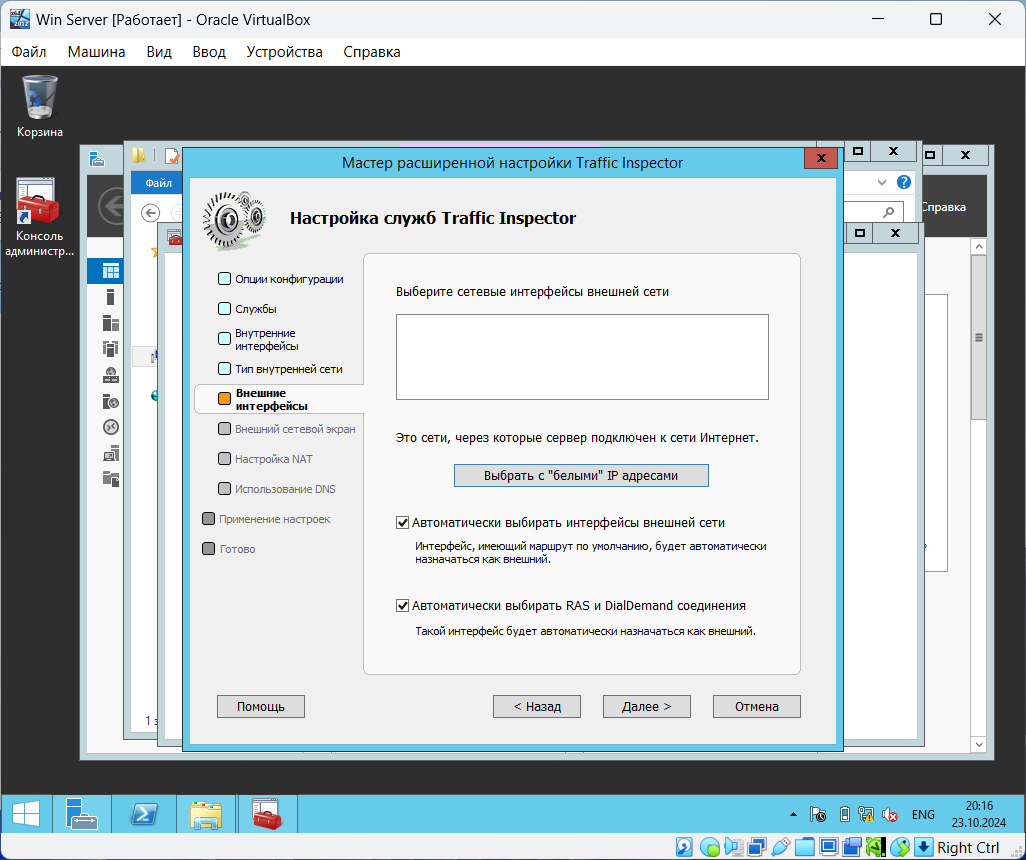 Win Server [Работает] - Oracle VirtualBox
Файл Машина Вид Ввод Устройства Справка
Корзина
Консоль
администр...
Файл
Справка
1
Мастер расширенной настройки Traffic Inspector
Настройка служб Traffic Inspector
Опции конфигурации
Службы
Внутренние
интерфейсы
Тип внутренней сети
Внешние
интерфейсы
Внешний сетевой экран
Настройка NAT
Использование DNS
Применение настроек
Готово
Выберите сетевые интерфейсы внешней сети
Это сети, через которые сервер подключен к сети Интернет.
Выбрать с "белыми" IP адресами
Автоматически выбирать интерфейсы внешней сети
Интерфейс, имеющий маршрут по умолчанию, будет автоматически
назначаться как внешний.
Автоматически выбирать RAS и DialDemand соединения
Такой интерфейс будет автоматически назначаться как внешний.
Помощь
< Назад
Далее >
Отмена
ENG
20:16
23.10.2024
Right Ctrl